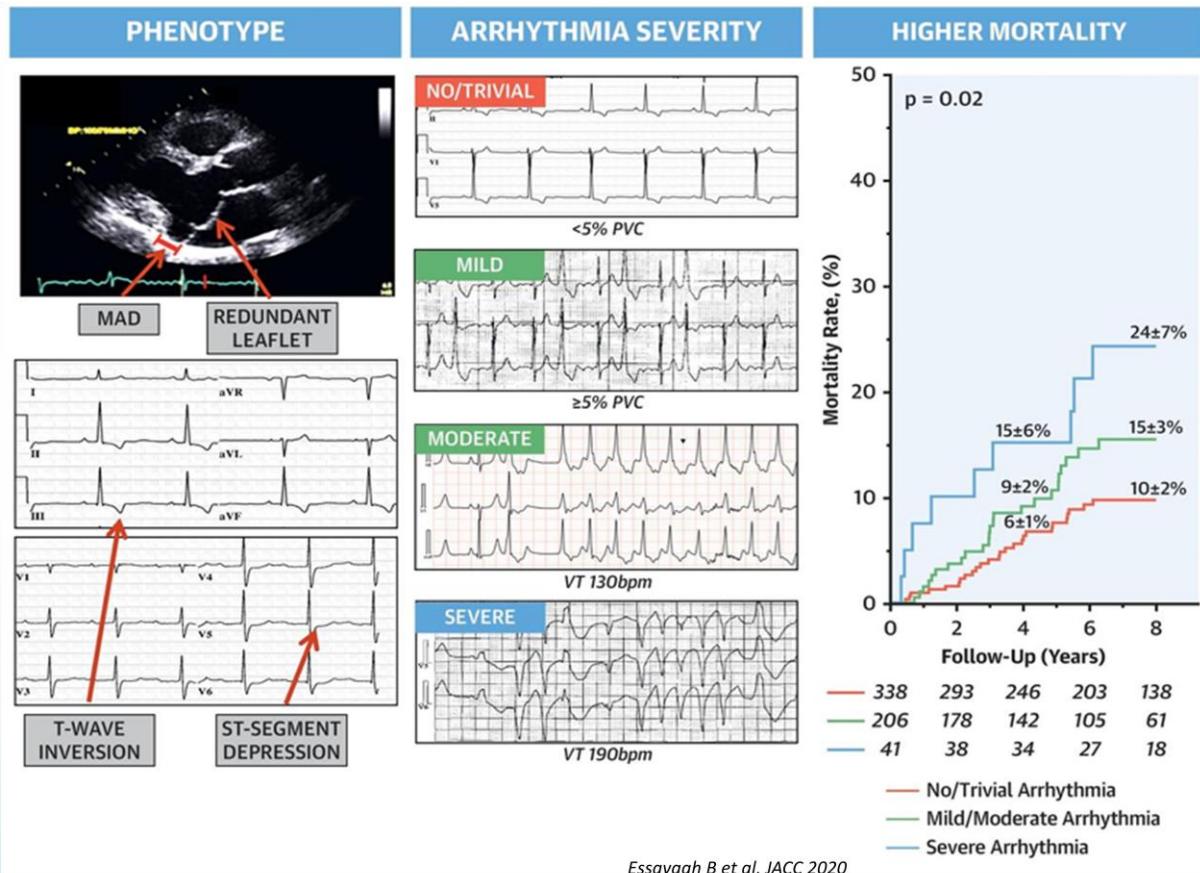 PHENOTYPE
MAD
REDUNDANT
LEAFLET
I
aVR
II
aVL
III
aVF
V1
V4
V2
V5
V3
V6
T-WAVE
INVERSION
ST-SEGMENT
DEPRESSION
ARRHYTHMIA SEVERITY
NO/TRIVIAL
II
V1
V5
<5% PVC
MILD
≥5% PVC
MODERATE
VT 130bpm
SEVERE
VT 190bpm
HIGHER MORTALITY
p = 0.02
Mortality Rate, (%)
50
40
30
20
10
0
24±7%
15±6%
15±3%
9±2%
10±2%
6±1%
0 2 4 6 8
Follow-Up (Years)
338 293 246 203 138
206 178 142 105 61
41 38 34 27 18
No/Trivial Arrhythmia
Mild/Moderate Arrhythmia
Severe Arrhythmia
Essayagh B et al. JACC 2020